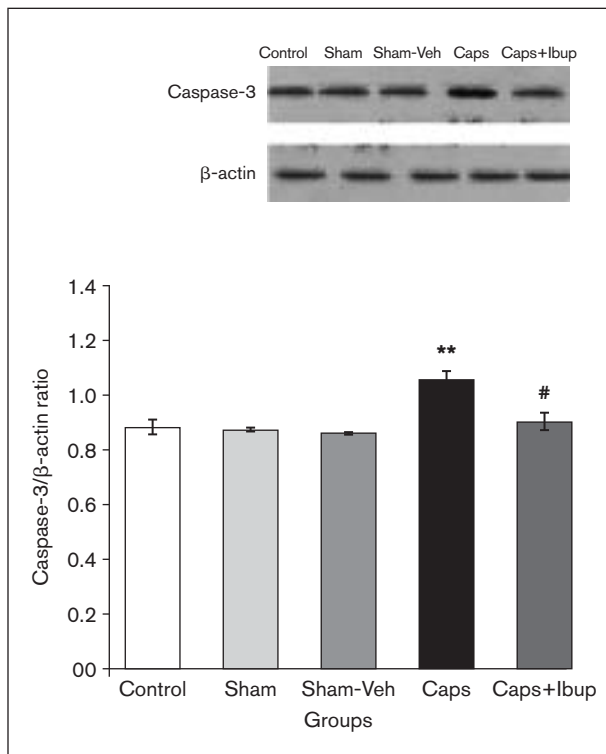 Control Sham Sham-Veh Caps Caps+Ibup
Caspase-3
β-actin
1.4
1.2
**
1.0
#
0.8
0.6
0.4
0.2
00
Caspase-3/β-actin ratio
Control Sham Sham-Veh Caps Caps+Ibup
Groups